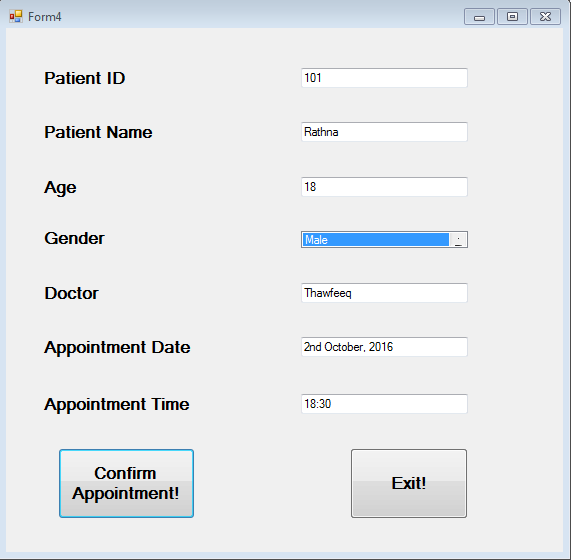 Form4
Patient ID 101
Patient Name Rathna
Age 18
Gender Male
Doctor Thawfeeq
Appointment Date 2nd October, 2016
Appointment Time 18:30
Confirm
Appointment!
Exit!